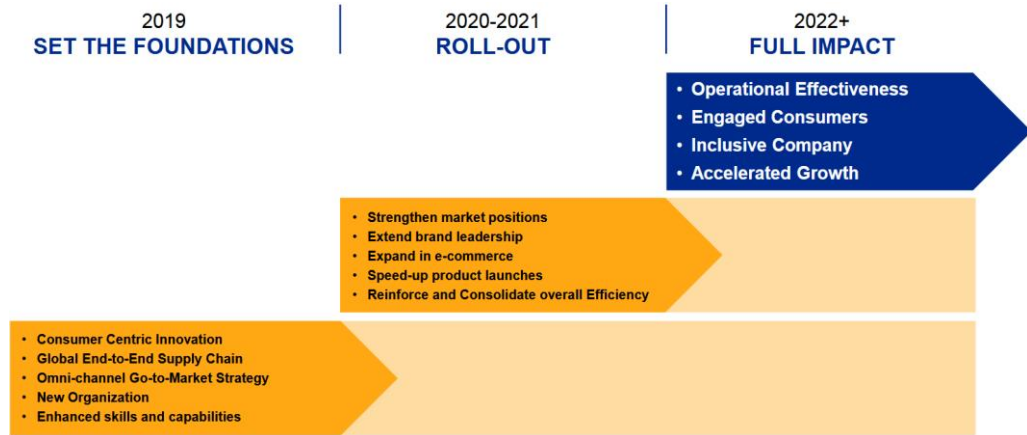 2019
SET THE FOUNDATIONS
2020-2021
ROLL-OUT
2022+
FULL IMPACT
• Operational Effectiveness
• Engaged Consumers
• Inclusive Company
• Accelerated Growth
• Strengthen market positions
• Extend brand leadership
• Expand in e-commerce
• Speed-up product launches
• Reinforce and Consolidate overall Efficiency
• Consumer Centric Innovation
• Global End-to-End Supply Chain
• Omni-channel Go-to-Market Strategy
• New Organization
• Enhanced skills and capabilities